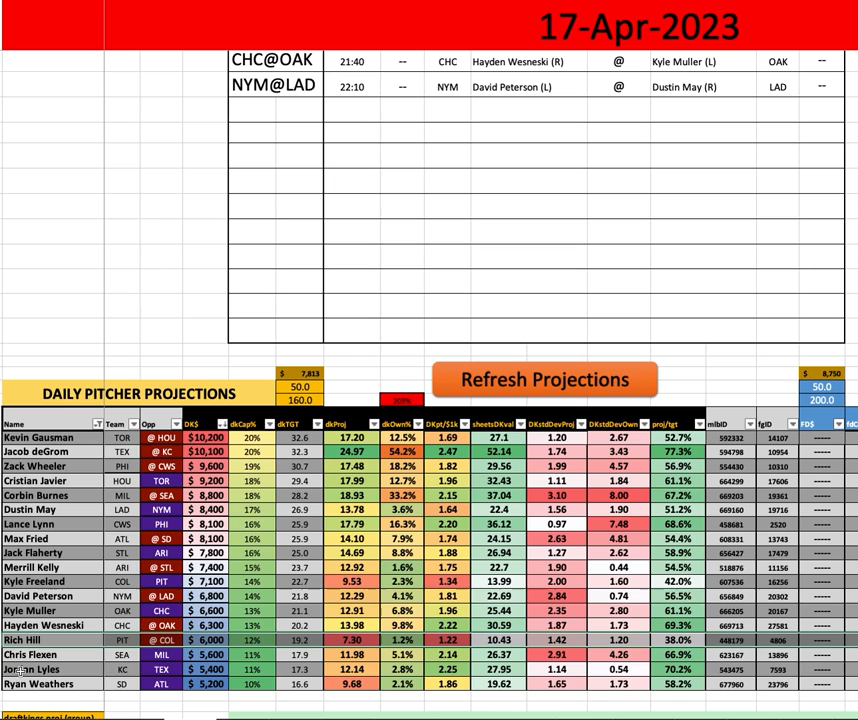 17-Apr-2023
CHC@OAK 21:40 -- CHC Hayden Wesneski (R) @ Kyle Muller (L) OAK --
NYM@LAD 22:10 -- NYM David Peterson (L) @ Dustin May (R) LAD --
$ 7,813 $ 8,750
DAILY PITCHER PROJECTIONS 50.0 Refresh Projections 50.0
160.0 200.0
Name Team Opp DK$ dkCap% dkTGT dkProj dkOwn% DKpt/$1k sheetsDKval DKstdDevProj DKstdDevOwn proj/tgt mlbID fgID FD$
Kevin Gausman TOR @ HOU $10,200 20% 32.6 17.20 12.5% 1.69 27.1 1.20 2.67 52.7% 592332 14107 -----
Jacob deGrom TEX @ KC $10,100 20% 32.3 24.97 54.2% 2.47 52.14 1.74 3.43 77.3% 594798 10954 -----
Zack Wheeler PHI @ CWS $ 9,600 19% 30.7 17.48 18.2% 1.82 29.56 1.99 4.57 56.9% 554430 10310 -----
Cristian Javier HOU TOR $ 9,200 18% 29.4 17.99 12.7% 1.96 32.43 1.11 1.84 61.1% 664299 17606 -----
Corbin Burnes MIL @ SEA $ 8,800 18% 28.2 18.93 33.2% 2.15 37.04 3.10 8.00 67.2% 669203 19361 -----
Dustin May LAD NYM $ 8,400 17% 26.9 13.78 3.6% 1.64 22.4 1.56 1.90 51.2% 669160 19716 -----
Lance Lynn CWS PHI $ 8,100 16% 25.9 17.79 16.3% 2.20 36.12 0.97 7.48 68.6% 458681 2520 -----
Max Fried ATL @ SD $ 8,100 16% 25.9 14.10 7.9% 1.74 24.15 2.63 4.81 54.4% 608331 13743 -----
Jack Flaherty STL ARI $ 7,800 16% 25.0 14.69 8.8% 1.88 26.94 1.27 2.62 58.9% 656427 17479 -----
Merrill Kelly ARI @ STL $ 7,400 15% 23.7 12.92 1.6% 1.75 22.7 1.90 0.44 54.5% 518876 11156 -----
Kyle Freeland COL PIT $ 7,100 14% 22.7 9.53 2.3% 1.34 13.99 2.00 1.60 42.0% 607536 16256 -----
David Peterson NYM @ LAD $ 6,800 14% 21.8 12.29 4.1% 1.81 22.69 2.84 0.74 56.5% 656849 20302 -----
Kyle Muller OAK CHC $ 6,600 13% 21.1 12.91 6.8% 1.96 25.44 2.35 2.80 61.1% 666205 20167 -----
Hayden Wesneski CHC @ OAK $ 6,300 13% 20.2 13.98 9.8% 2.22 30.59 1.87 1.73 69.3% 669713 27581 -----
Rich Hill PIT @ COL $ 6,000 12% 19.2 7.30 1.2% 1.22 10.43 1.42 1.20 38.0% 448179 4806 -----
Chris Flexen SEA MIL $ 5,600 11% 17.9 11.98 5.1% 2.14 26.37 2.91 4.26 66.9% 623167 13896 -----
Jordan Lyles KC TEX $ 5,400 11% 17.3 12.14 2.8% 2.25 27.95 1.14 0.54 70.2% 543475 7593 -----
Ryan Weathers SD ATL $ 5,200 10% 16.6 9.68 2.1% 1.86 19.62 1.65 1.73 58.2% 677960 23796 -----